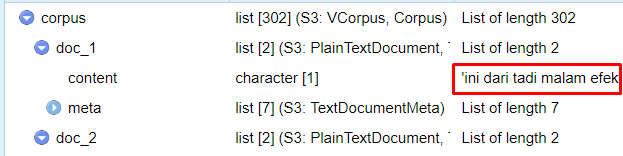 corpus list [302] (S3: VCorpus, Corpus) List of length 302
doc_1 list [2] (S3: PlainTextDocument, List of length 2
content character [1] 'ini dari tadi malam efek
meta list [7] (S3: TextDocumentMeta) List of length 7
doc_2 list [2] (S3: PlainTextDocument, List of length 2